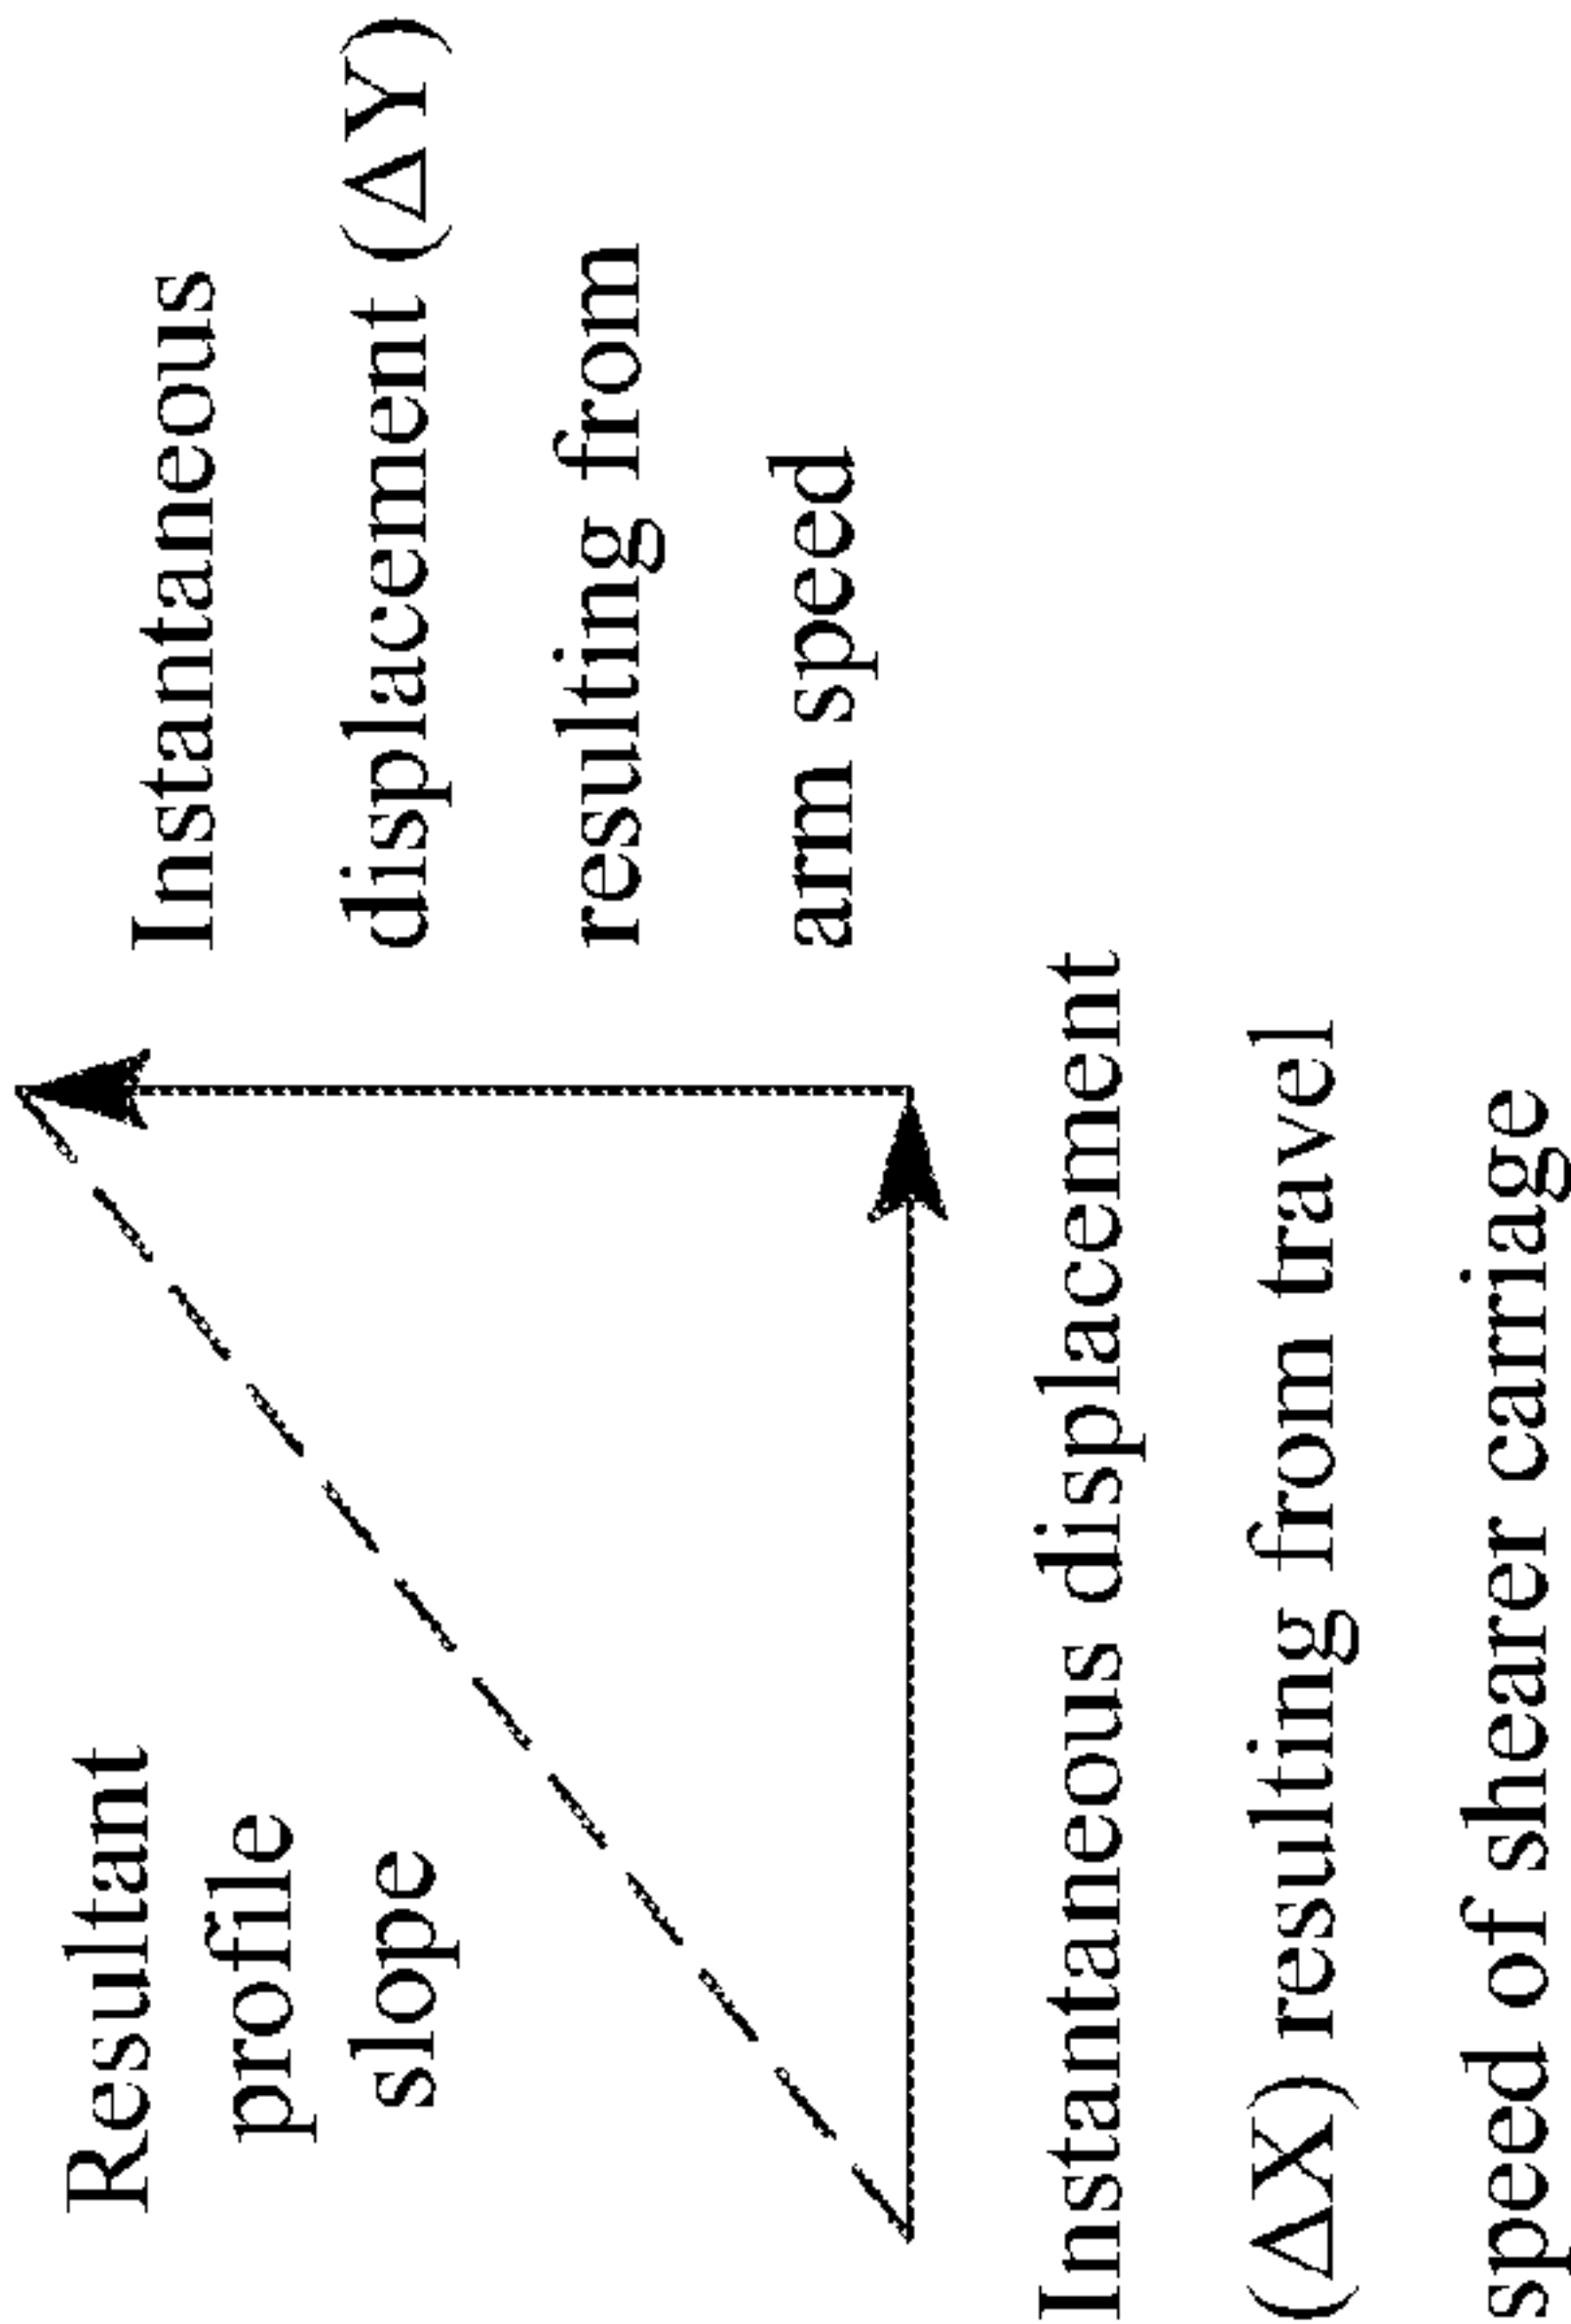 Resultant
profile
slope
Instantaneous
displacement (ΔY)
resulting from
arm speed
Instantaneous displacement
(ΔX) resulting from travel
speed of shearer carriage